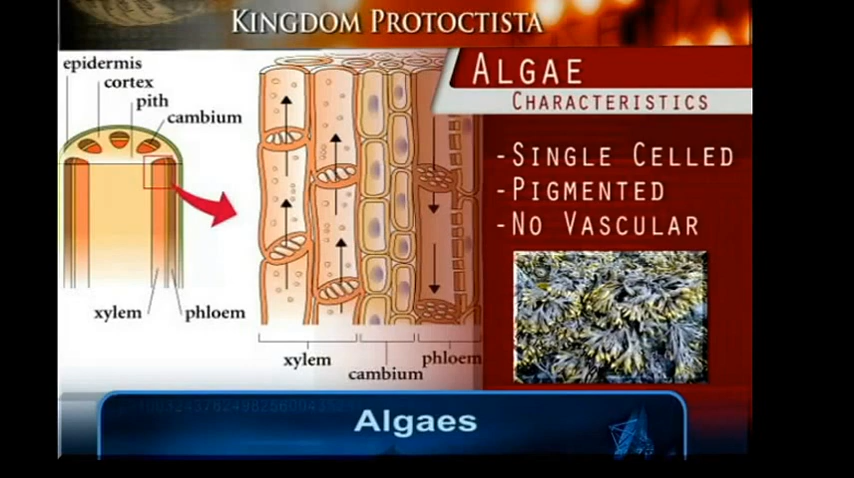 KINGDOM PROTOCTISTA
epidermis
cortex
pith
cambium
xylem
phloem
xylem
cambium
phloem
ALGAE
CHARACTERISTICS
-SINGLE CELLED
-PIGMENTED
-NO VASCULAR
Algaes